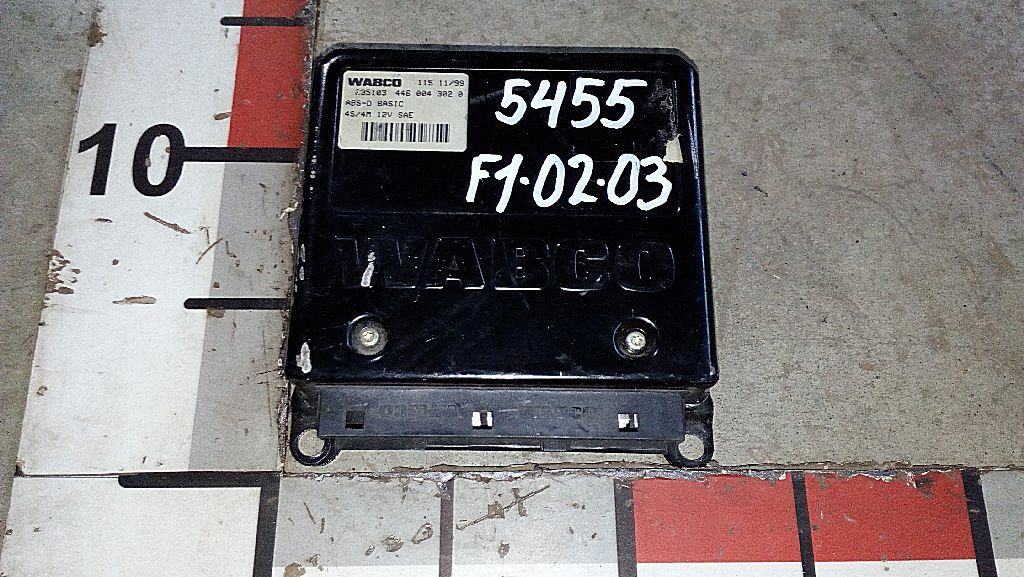 WABCO 115 11/99
446 004 302 0
ABS-D BASIC
4S/4M 12V SAE
5455
F1.02.03
10
WABCO